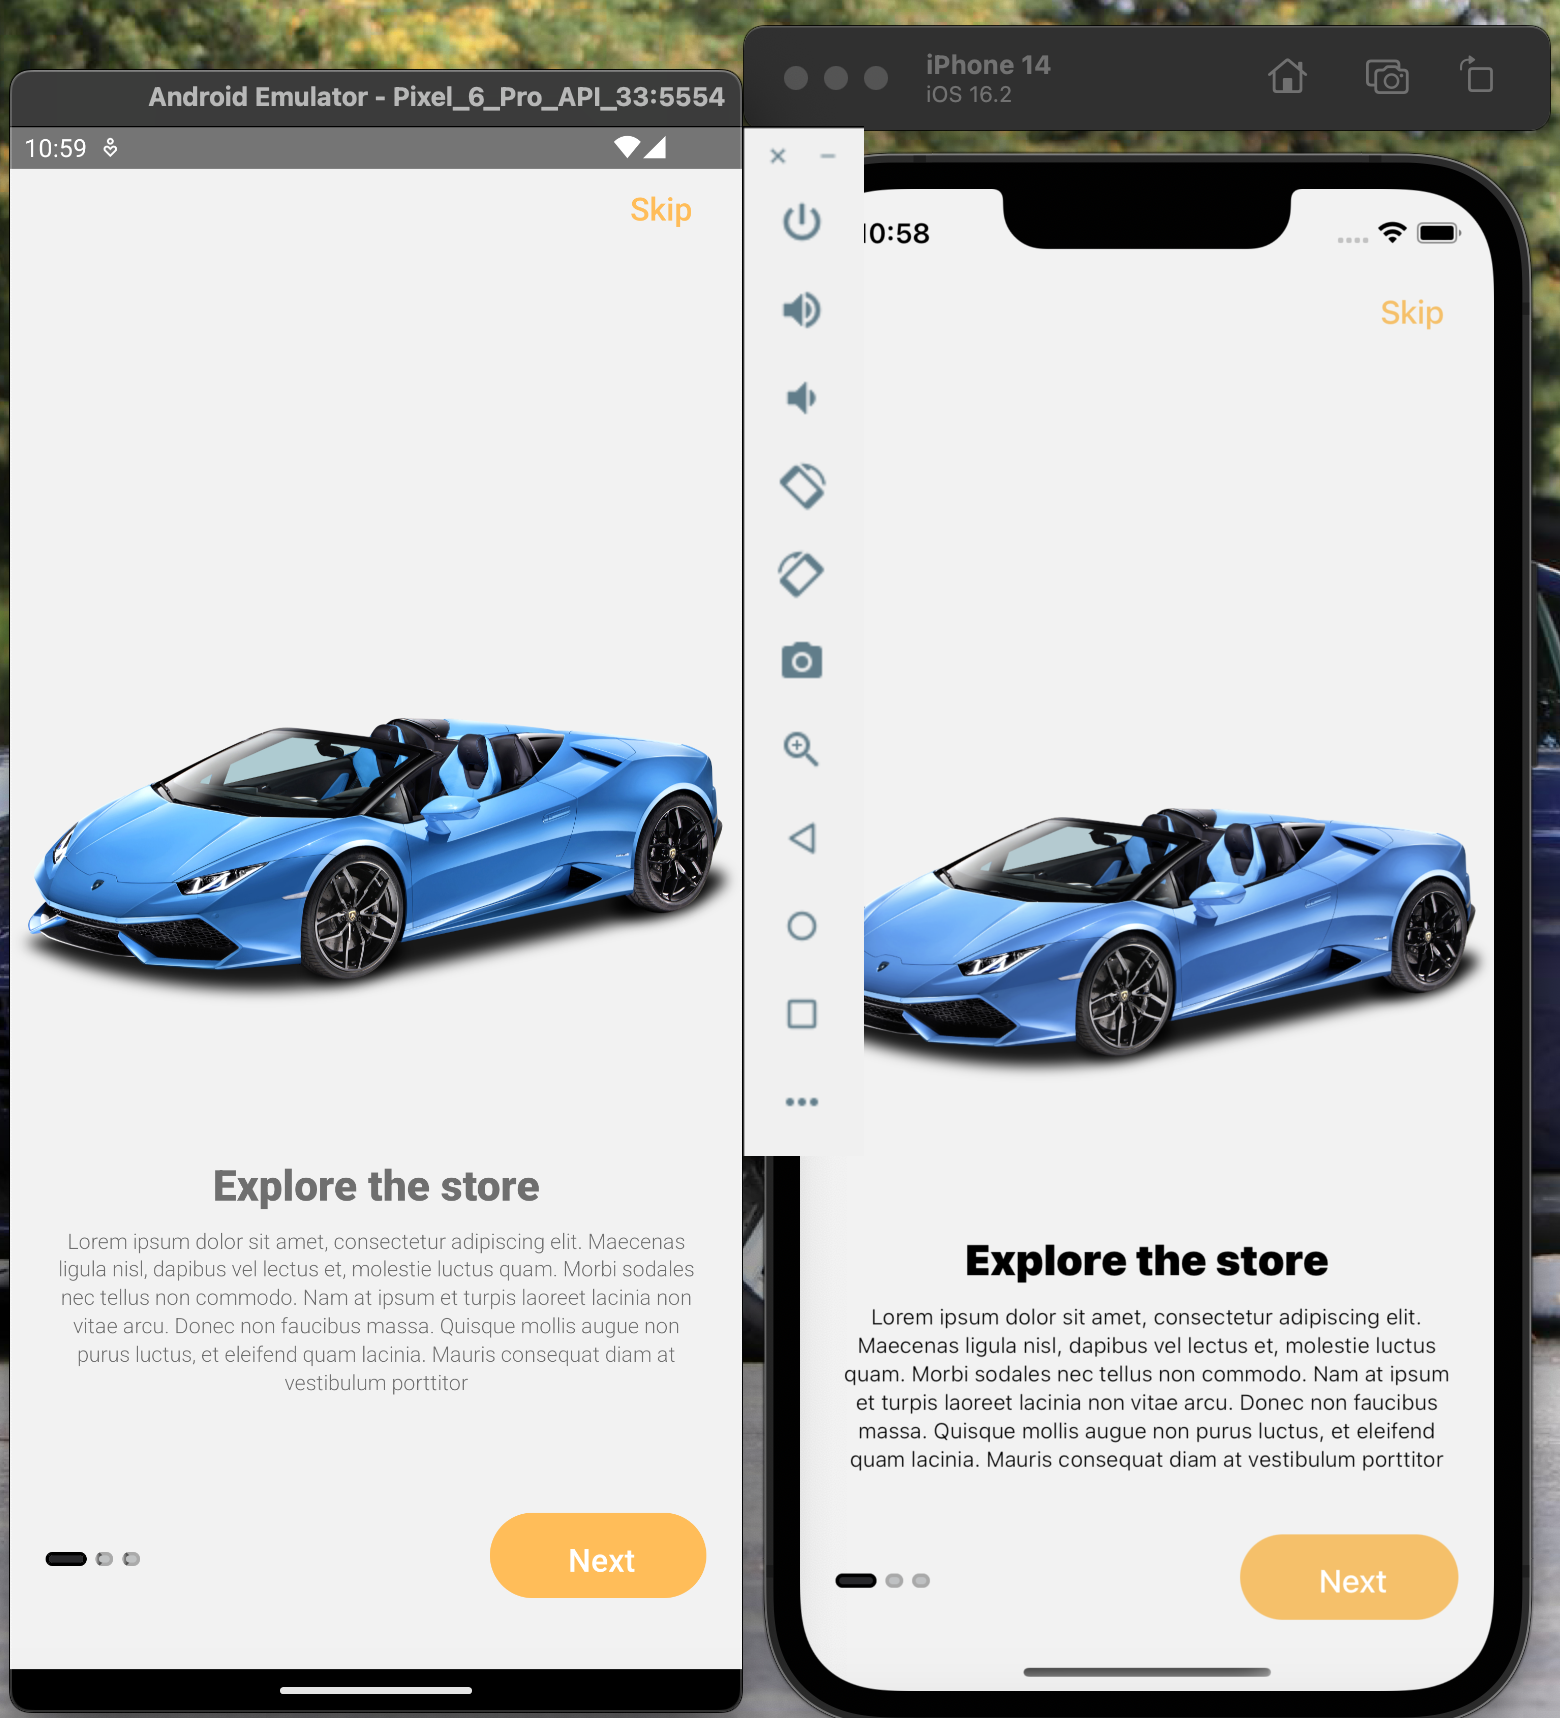 Android Emulator - Pixel_6_Pro_API_33:5554
10:59
Skip
Explore the store
Lorem ipsum dolor sit amet, consectetur adipiscing elit. Maecenas
ligula nisl, dapibus vel lectus et, molestie luctus quam. Morbi sodales
nec tellus non commodo. Nam at ipsum et turpis laoreet lacinia non
vitae arcu. Donec non faucibus massa. Quisque mollis augue non
purus luctus, et eleifend quam lacinia. Mauris consequat diam at
vestibulum porttitor
Next
iPhone 14
iOS 16.2
10:58
Skip
Explore the store
Lorem ipsum dolor sit amet, consectetur adipiscing elit.
Maecenas ligula nisl, dapibus vel lectus et, molestie luctus
quam. Morbi sodales nec tellus non commodo. Nam at ipsum
et turpis laoreet lacinia non vitae arcu. Donec non faucibus
massa. Quisque mollis augue non purus luctus, et eleifend
quam lacinia. Mauris consequat diam at vestibulum porttitor
Next